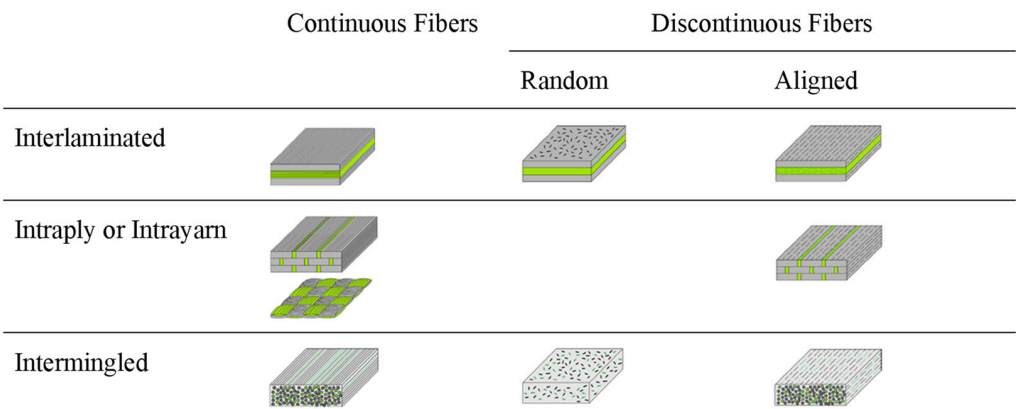 Continuous Fibers Discontinuous Fibers
Random Aligned
Interlaminated
Intraply or Intrayarn
Intermingled